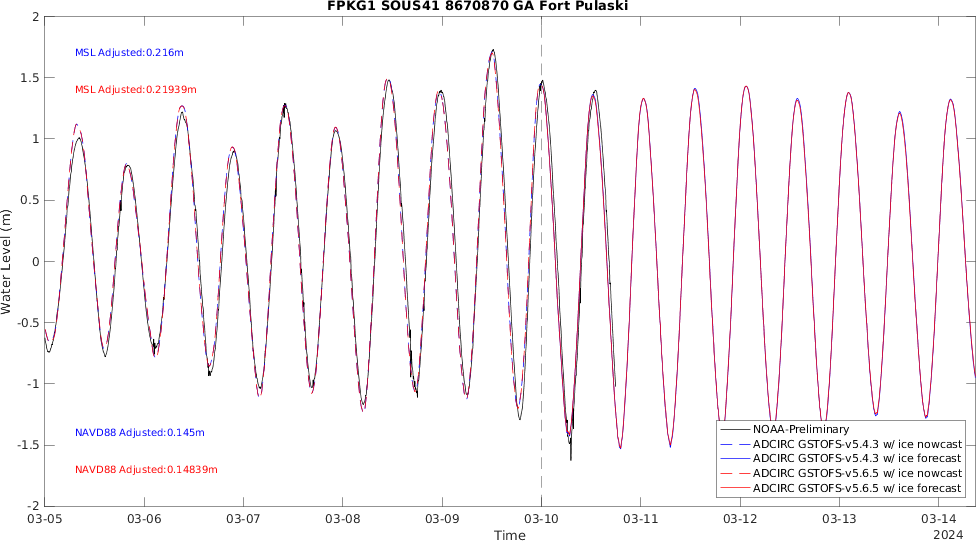 FPKG1 SOUS41 8670870 GA Fort Pulaski
2
1.5
1
0.5
0
-0.5
-1
-1.5
-2
Water Level (m)
MSL Adjusted:0.216m
MSL Adjusted:0.21939m
NAVD88 Adjusted:0.145m
NAVD88 Adjusted:0.14839m
NOAA-Preliminary
ADCIRC GSTOFS-v5.4.3 w/ ice nowcast
ADCIRC GSTOFS-v5.4.3 w/ ice forecast
ADCIRC GSTOFS-v5.6.5 w/ ice nowcast
ADCIRC GSTOFS-v5.6.5 w/ ice forecast
03-05 03-06 03-07 03-08 03-09 03-10 03-11 03-12 03-13 03-14
Time
2024